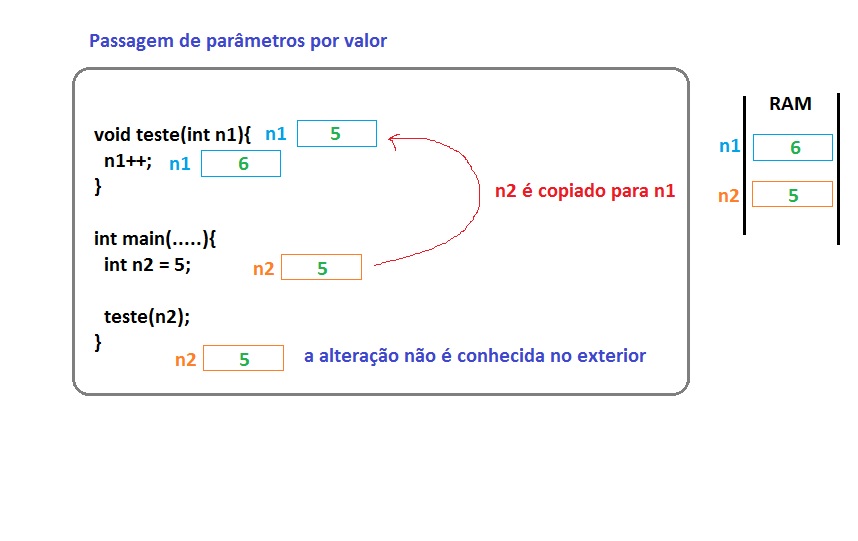 Passagem de parâmetros por valor
RAM
void teste(int n1){ n1 5
n1++; n1 6
}
n1 6
n2 5
n2 é copiado para n1
int main(.....){
int n2 = 5; n2 5
teste(n2);
}
n2 5 a alteração não é conhecida no exterior